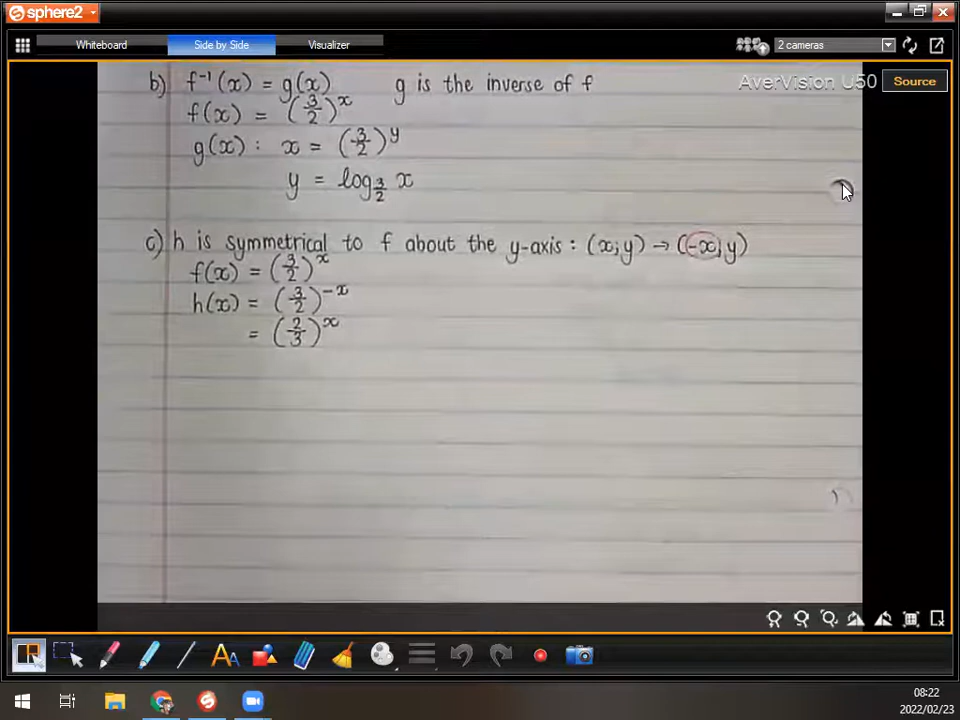 sphere2
Whiteboard Side by Side Visualizer 2 cameras
AverVision U50 Source
b) f⁻¹(x) = g(x) g is the inverse of f
f(x) = (3/2)^x
g(x) : x = (3/2)^y
y = log_{3/2} x
c) h is symmetrical to f about the y-axis : (x;y) → (-x;y)
f(x) = (3/2)^x
h(x) = (3/2)^-x
= (2/3)^x
08:22
2022/02/23